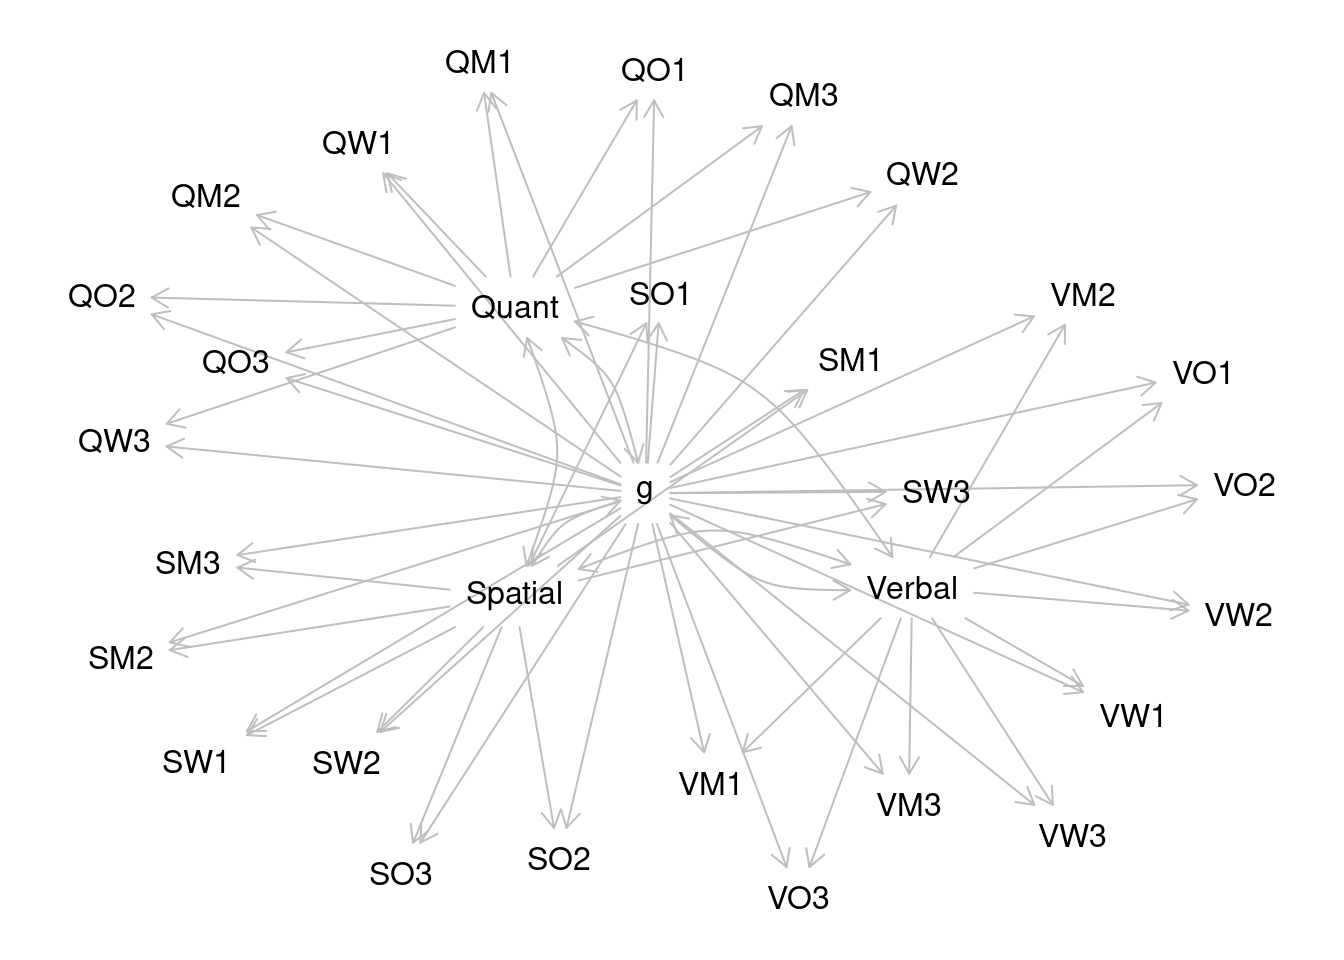 QM1
QO1
QM3
QW1
QW2
QM2
QO2
Quant
SO1
VM2
QO3
SM1
VO1
QW3
g
SW3
VO2
SM3
Spatial
Verbal
VW2
SM2
VW1
SW1
SW2
VM1
VM3
VW3
SO3
SO2
VO3